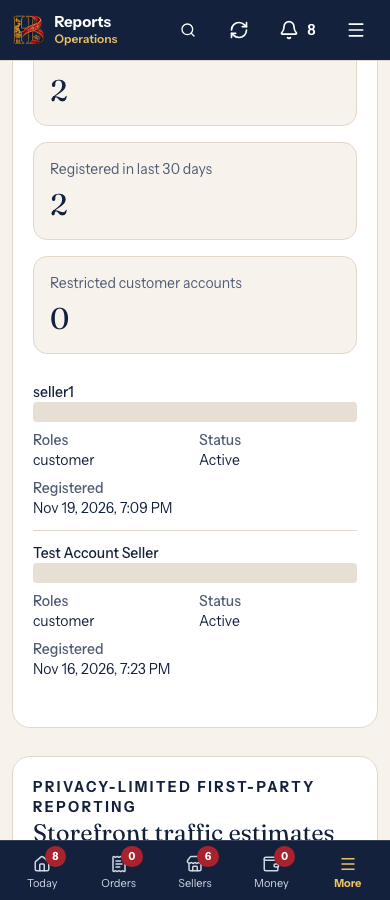 Reports
Operations
8
2
Registered in last 30 days
2
Restricted customer accounts
0
seller1
Roles
Status
customer
Active
Registered
Nov 19, 2026, 7:09 PM
Test Account Seller
Roles
Status
customer
Active
Registered
Nov 16, 2026, 7:23 PM
PRIVACY-LIMITED FIRST-PARTY
REPORTING
Storefront traffic estimates
8
0
6
0
Today
Orders
Sellers
Money
More